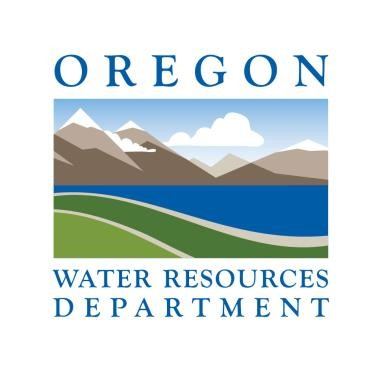 OREGON
WATER RESOURCES
DEPARTMENT